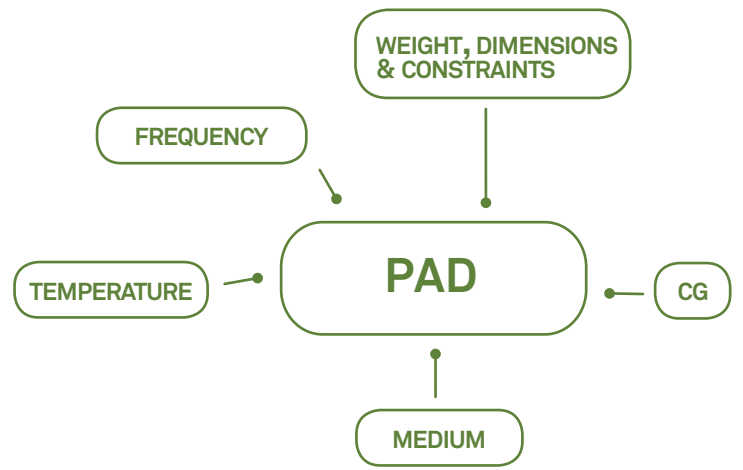 WEIGHT, DIMENSIONS
& CONSTRAINTS
FREQUENCY
PAD
TEMPERATURE
CG
MEDIUM